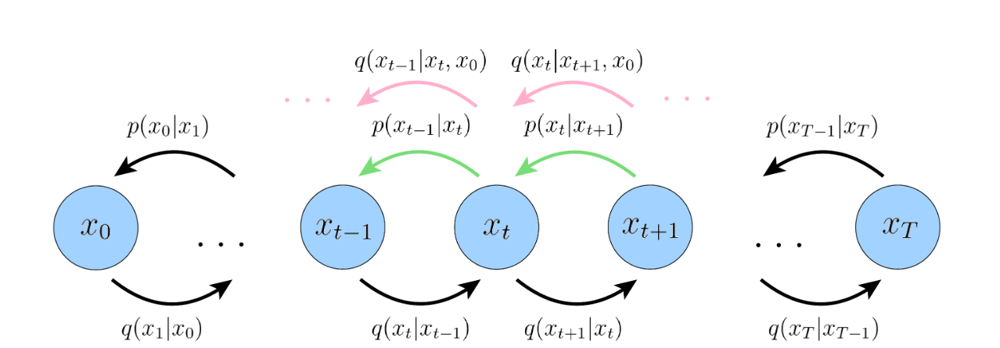 q(x_{t−1}|x_t, x_0) q(x_t|x_{t+1}, x_0)
. . . . . .
p(x_0|x_1) p(x_{t−1}|x_t) p(x_t|x_{t+1}) p(x_{T−1}|x_T)
x_0 . . . x_{t−1} x_t x_{t+1} . . . x_T
q(x_1|x_0) q(x_t|x_{t−1}) q(x_{t+1}|x_t) q(x_T|x_{T−1})